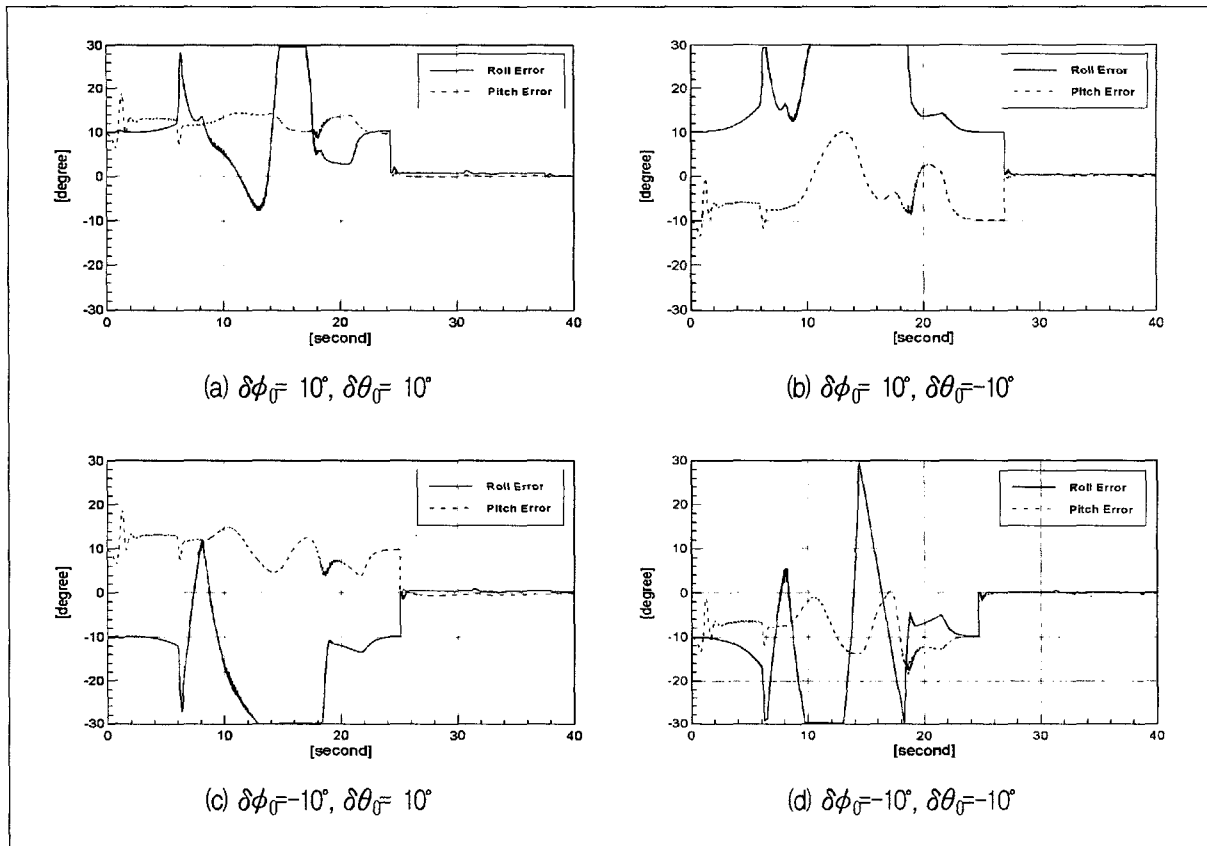 30
20
10
0
-10
-20
-30
[degree]
Roll Error
Pitch Error
0 10 20 30 40
[second]
(a) δϕ₀= 10°, δθ₀= 10°
30
20
10
0
-10
-20
-30
[degree]
Roll Error
Pitch Error
0 10 20 30 40
[second]
(b) δϕ₀= 10°, δθ₀=-10°
30
20
10
0
-10
-20
-30
[degree]
Roll Error
Pitch Error
0 10 20 30 40
[second]
(c) δϕ₀=-10°, δθ₀= 10°
30
20
10
0
-10
-20
-30
[degree]
Roll Error
Pitch Error
0 10 20 30 40
[second]
(d) δϕ₀=-10°, δθ₀=-10°